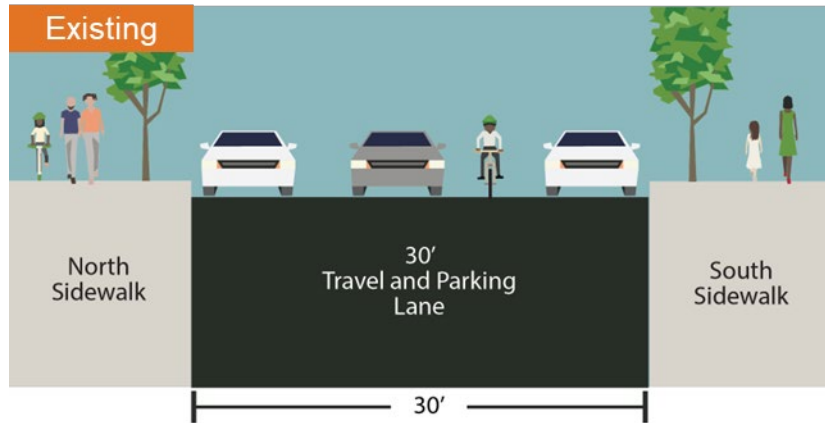 Existing
North
Sidewalk
30′
Travel and Parking
Lane
South
Sidewalk
30′